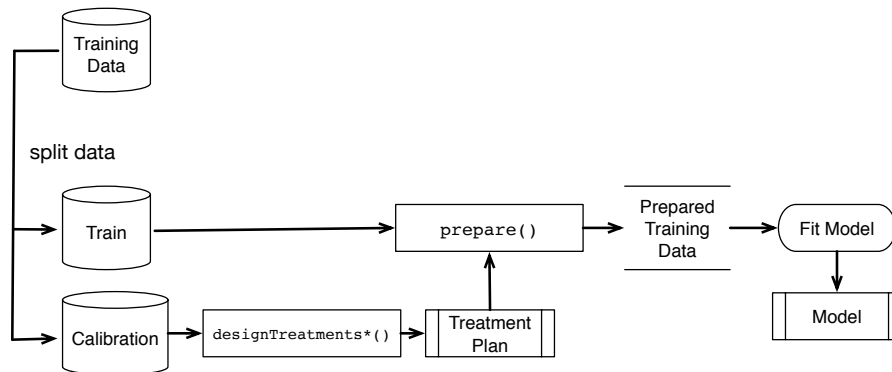 Training
Data
split data
Train
prepare()
Prepared
Training
Data
Fit Model
Calibration
designTreatments*()
Treatment
Plan
Model